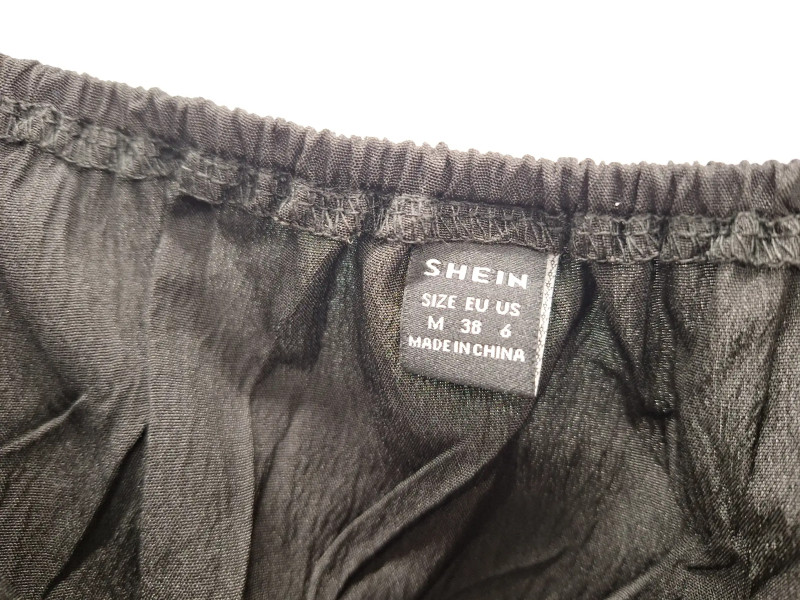 SHEIN
SIZE EU US
M 38 6
MADE IN CHINA